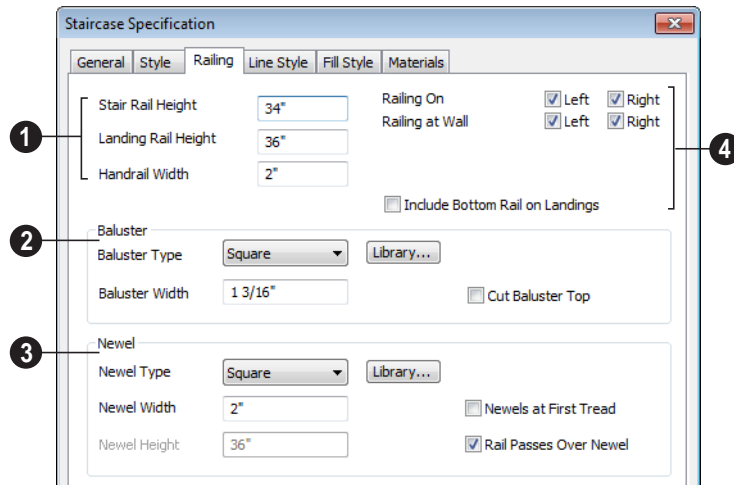 Staircase Specification
General Style Railing Line Style Fill Style Materials
1
Stair Rail Height 34"
Landing Rail Height 36"
Handrail Width 2"
Railing On Left Right
Railing at Wall Left Right
Include Bottom Rail on Landings
4
2
Baluster
Baluster Type Square Library...
Baluster Width 1 3/16" Cut Baluster Top
3
Newel
Newel Type Square Library...
Newel Width 2" Newels at First Tread
Newel Height 36" Rail Passes Over Newel